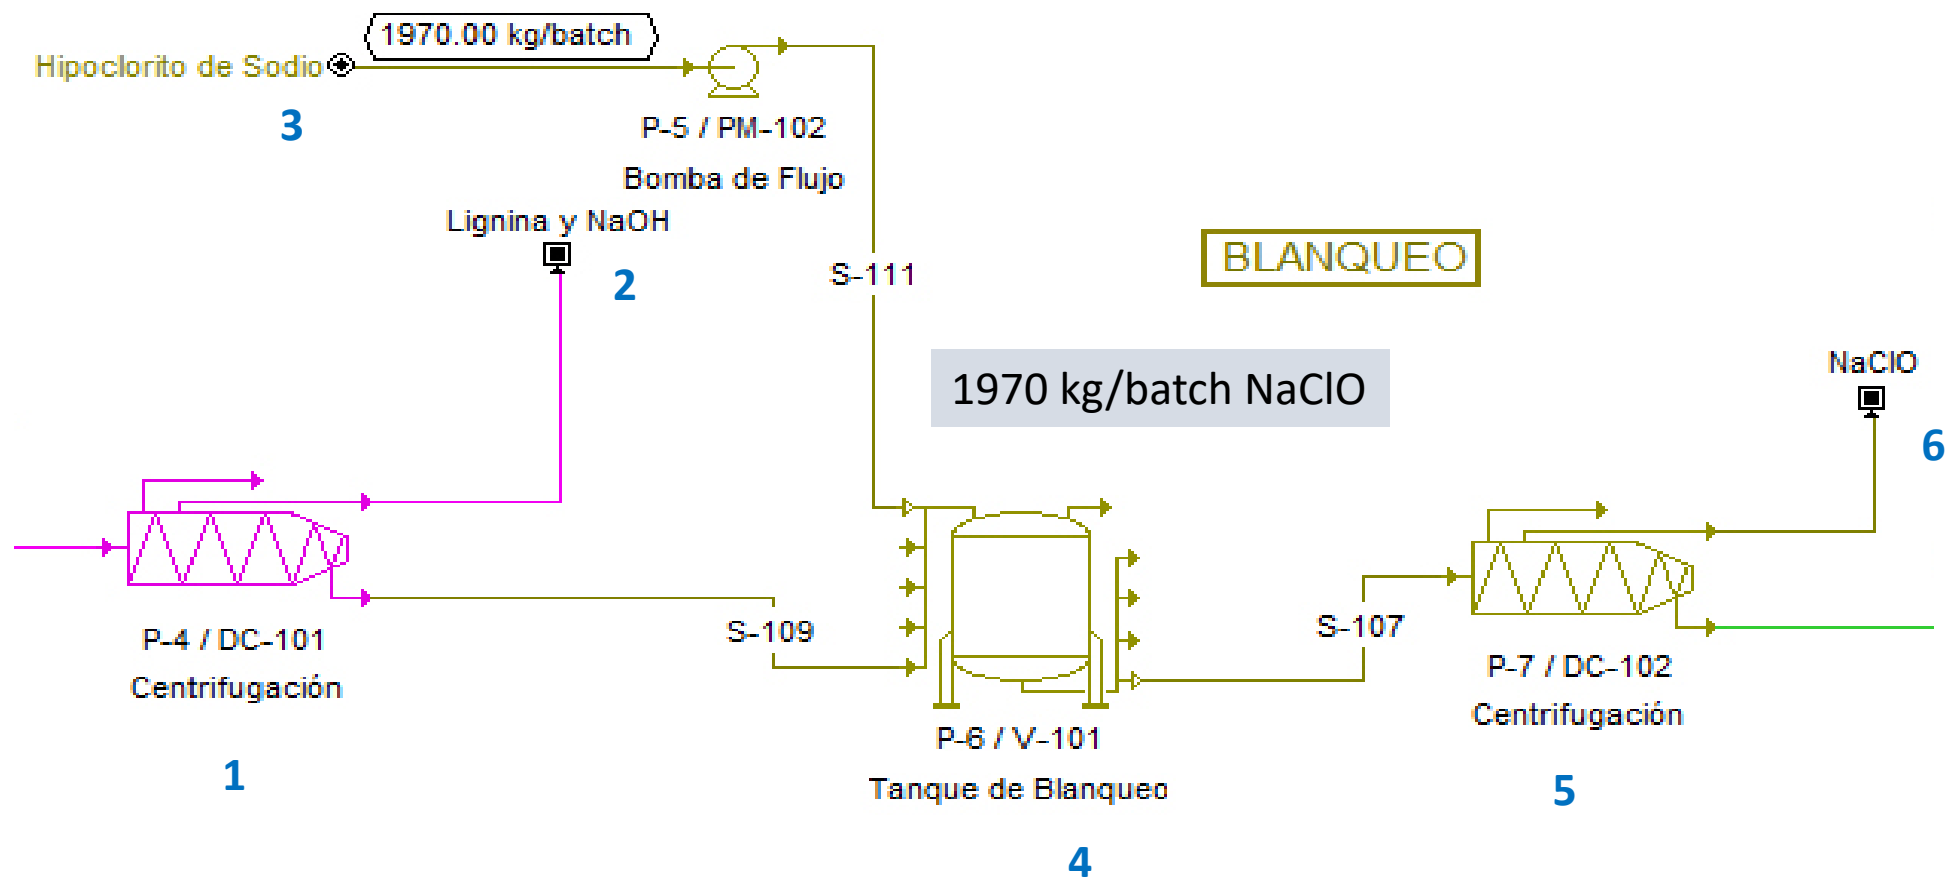 1970.00 kg/batch
Hipoclorito de Sodio
3
P-5 / PM-102
Bomba de Flujo
Lignina y NaOH
2
S-111
BLANQUEO
1970 kg/batch NaClO
NaClO
6
P-4 / DC-101
Centrifugación
1
S-109
P-6 / V-101
Tanque de Blanqueo
4
S-107
P-7 / DC-102
Centrifugación
5